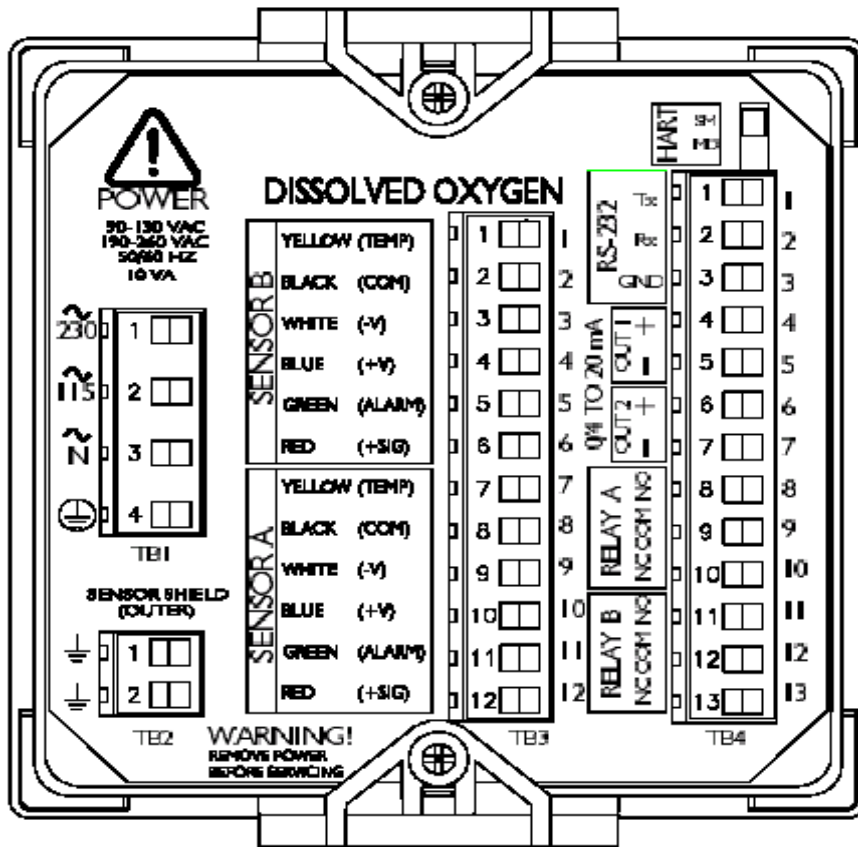 !
POWER
90-130 VAC
190-260 VAC
50/60 HZ
10 VA
~
230 1
~
115 2
~
N 3
4
TB1
SENSOR SHIELD
(OUTER)
1
2
TB2
WARNING!
REMOVE POWER
BEFORE SERVICING
DISSOLVED OXYGEN
SENSOR B
YELLOW (TEMP) 1 1
BLACK (COM) 2 2
WHITE (-V) 3 3
BLUE (+V) 4 4
GREEN (ALARM) 5 5
RED (+SIG) 6 6
SENSOR A
YELLOW (TEMP) 7 7
BLACK (COM) 8 8
WHITE (-V) 9 9
BLUE (+V) 10 10
GREEN (ALARM) 11 11
RED (+SIG) 12 12
TB3
HART
SM
MD
RS-232
Tx 1 1
Rx 2 2
GND 3 3
0/4 TO 20 mA
OUT 1
+ 4 4
- 5 5
OUT 2
+ 6 6
- 7 7
RELAY A
NC COM NO
8 8
9 9
10 10
RELAY B
NC COM NO
11 11
12 12
13 13
TB4